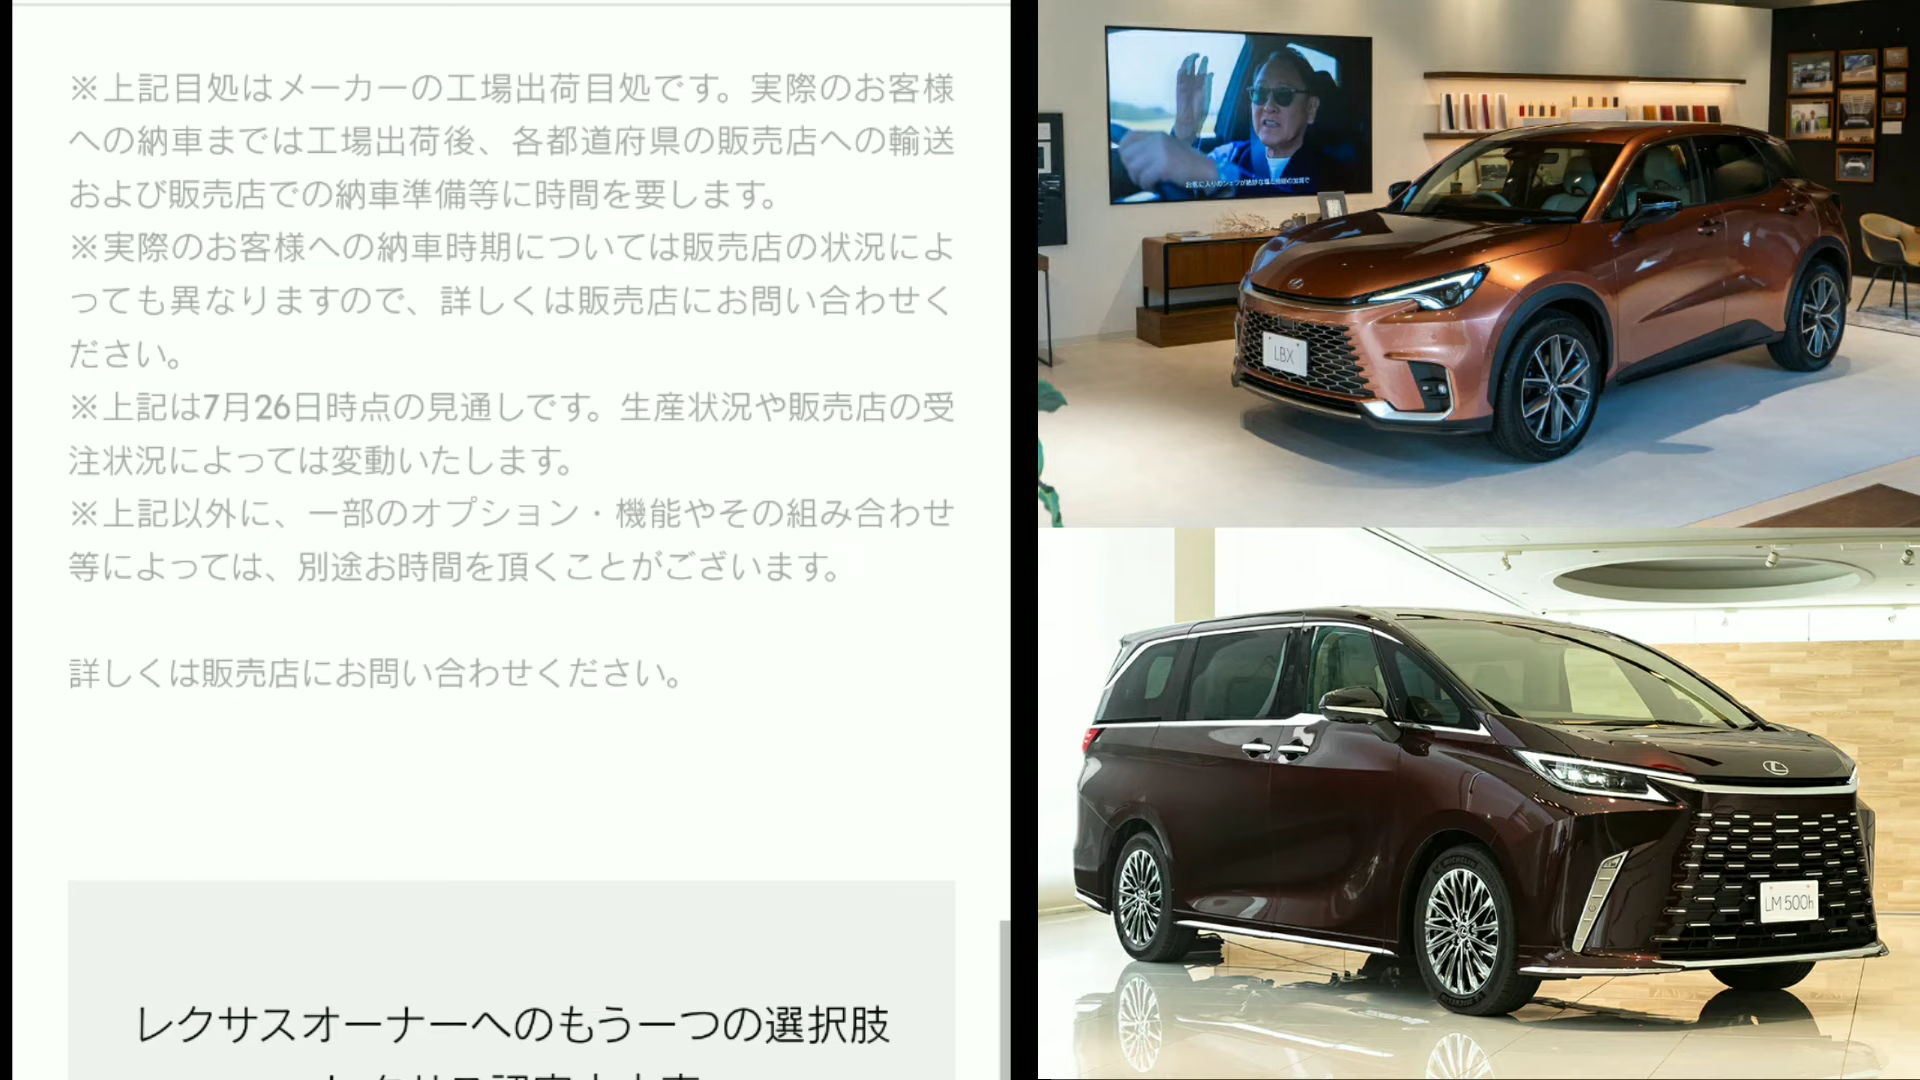 ※上記目処はメーカーの工場出荷目処です。実際のお客様
への納車までは工場出荷後、各都道府県の販売店への輸送
および販売店での納車準備等に時間を要します。
※実際のお客様への納車時期については販売店の状況によ
っても異なりますので、詳しくは販売店にお問い合わせく
ださい。
※上記は7月26日時点の見通しです。生産状況や販売店の受
注状況によっては変動いたします。
※上記以外に、一部のオプション・機能やその組み合わせ
等によっては、別途お時間を頂くことがございます。
詳しくは販売店にお問い合わせください。
レクサスオーナーへのもう一つの選択肢
LBX
LM500h